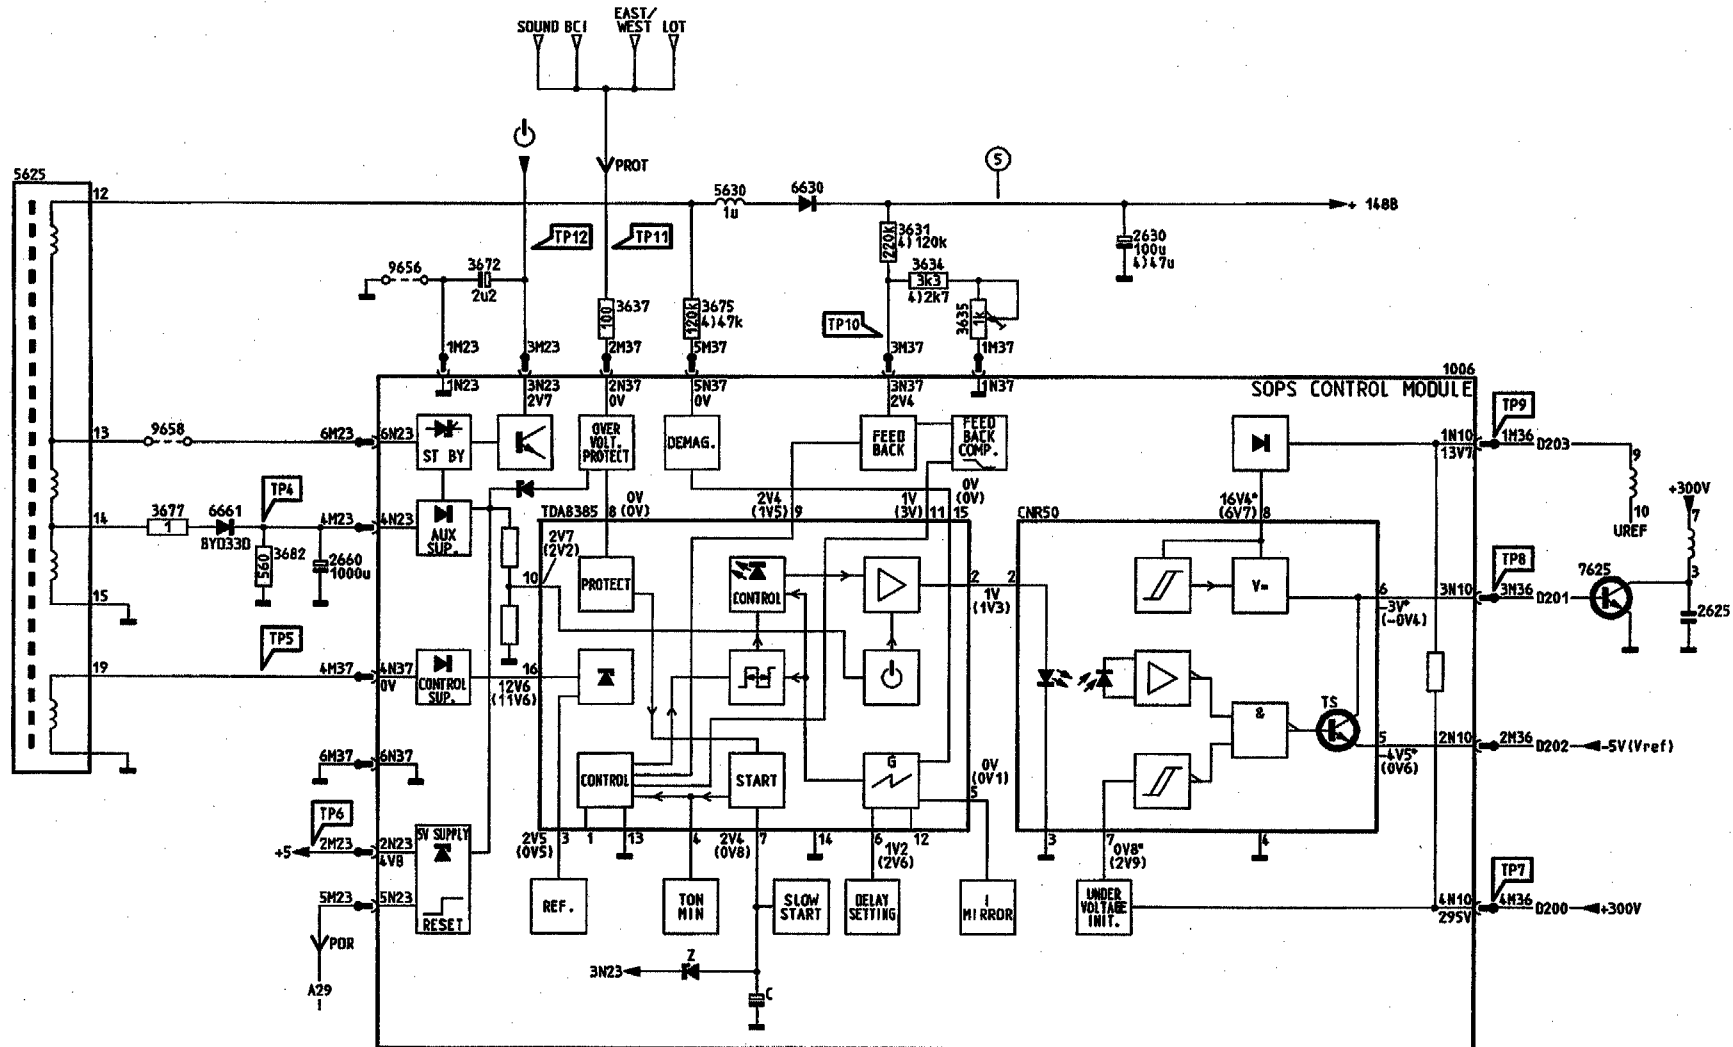 EAST/
SOUND BCI WEST LOT
PROT
5
5625
12
5630
1u
6630
+ 148B
TP12
TP11
3631
220k
4)120k
2630
100u
4)47u
9656
3672
2u2
3637
100
3675
120k
4)47k
3634
3k3
4)2k7
TP10
3635
1k
1M23
3M23
2M37
5M37
3M37
1M37
1N23
3N23
2V7
2N37
0V
5N37
0V
3N37
2V4
1N37
1006
SOPS CONTROL MODULE
TP9
13
9658
6M23
6N23
ST BY
OVER
VOLT.
PROTECT
DEMAG.
FEED
BACK
FEED
BACK
COMP.
1N10
13V7
1M36
D203
9
10
UREF
+300V
7
3
TP4
14
3677
1
6661
BYD33D
4M23
4N23
AUX
SUP.
3682
560
2660
1000u
TDA8385
8
0V
(0V)
2V4
(1V5)
9
1V
(3V)
11
0V
(0V)
15
CNR50
16V4*
(6V7)
8
2V7
(2V2)
10
PROTECT
CONTROL
2
1V
(1V3)
2
V=
6
-3V*
(-0V4)
3N10
TP8
3M36
D201
7625
2625
15
TP5
19
4M37
4N37
0V
CONTROL
SUP.
16
12V6
(11V6)
&
TS
5
-4V5*
(0V6)
2N10
2M36
D202
-5V(Vref)
6M37
6N37
CONTROL
START
G
0V
(0V1)
5
TP6
+5
2M23
2N23
4V8
5V SUPPLY
RESET
5M23
5N23
POR
A29
1
2V5
(0V5)
3
1
13
4
2V4
(0V8)
7
14
6
1V2
(2V6)
12
3
7
0V8*
(2V9)
4
REF.
TON
MIN
SLOW
START
DELAY
SETTING
I
MIRROR
UNDER
VOLTAGE
INIT.
TP7
4N10
295V
4M36
D200
+300V
3N23
Z
C